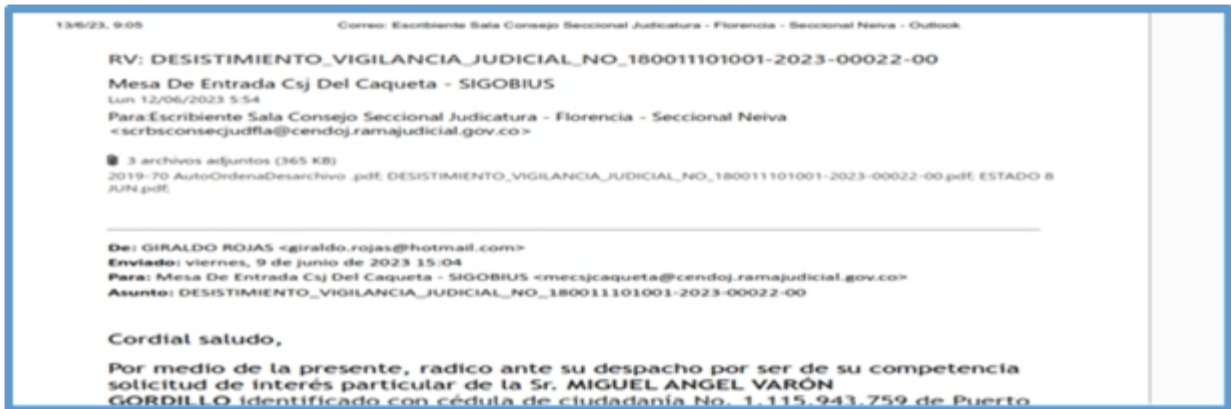 13/6/23, 9:05 Correo: Escribiente Sala Consejo Seccional Judicatura - Florencia - Seccional Neiva - Outlook
RV: DESISTIMIENTO_VIGILANCIA_JUDICIAL_NO_180011101001-2023-00022-00
Mesa De Entrada Csj Del Caqueta - SIGOBIUS
Lun 12/06/2023 5:54
Para:Escribiente Sala Consejo Seccional Judicatura - Florencia - Seccional Neiva
<scrbsconsecjudfla@cendoj.ramajudicial.gov.co>
3 archivos adjuntos (365 KB)
2019-70 AutoOrdenaDesarchivo .pdf; DESISTIMIENTO_VIGILANCIA_JUDICIAL_NO_180011101001-2023-00022-00.pdf; ESTADO 8
JUN.pdf;
De: GIRALDO ROJAS <giraldo.rojas@hotmail.com>
Enviado: viernes, 9 de junio de 2023 15:04
Para: Mesa De Entrada Csj Del Caqueta - SIGOBIUS <mecsjcaqueta@cendoj.ramajudicial.gov.co>
Asunto: DESISTIMIENTO_VIGILANCIA_JUDICIAL_NO_180011101001-2023-00022-00
Cordial saludo,
Por medio de la presente, radico ante su despacho por ser de su competencia
solicitud de interés particular de la Sr. MIGUEL ANGEL VARÓN
GORDILLO identificado con cédula de ciudadanía No. 1.115.943.759 de Puerto